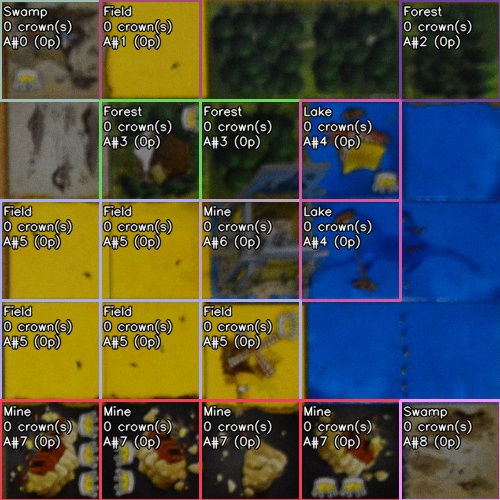 Swamp
0 crown(s)
A#0 (0p)
Field
0 crown(s)
A#1 (0p)
Forest
0 crown(s)
A#2 (0p)
Forest
0 crown(s)
A#3 (0p)
Forest
0 crown(s)
A#3 (0p)
Lake
0 crown(s)
A#4 (0p)
Field
0 crown(s)
A#5 (0p)
Field
0 crown(s)
A#5 (0p)
Mine
0 crown(s)
A#6 (0p)
Lake
0 crown(s)
A#4 (0p)
Field
0 crown(s)
A#5 (0p)
Field
0 crown(s)
A#5 (0p)
Field
0 crown(s)
A#5 (0p)
Mine
0 crown(s)
A#7 (0p)
Mine
0 crown(s)
A#7 (0p)
Mine
0 crown(s)
A#7 (0p)
Mine
0 crown(s)
A#7 (0p)
Swamp
0 crown(s)
A#8 (0p)